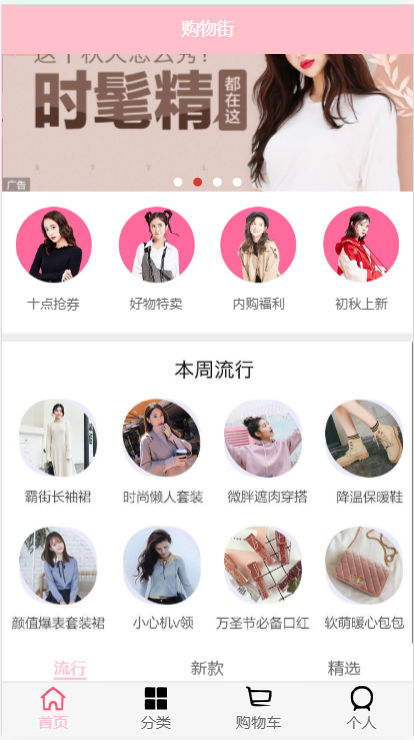 购物街
这个秋天怎么秀！
时髦精
都在这
S T Y L
广告
十点抢券
好物特卖
内购福利
初秋上新
本周流行
霸街长袖裙
时尚懒人套装
微胖遮肉穿搭
降温保暖鞋
颜值爆表套装裙
小心机v领
万圣节必备口红
软萌暖心包包
流行
新款
精选
首页
分类
购物车
个人